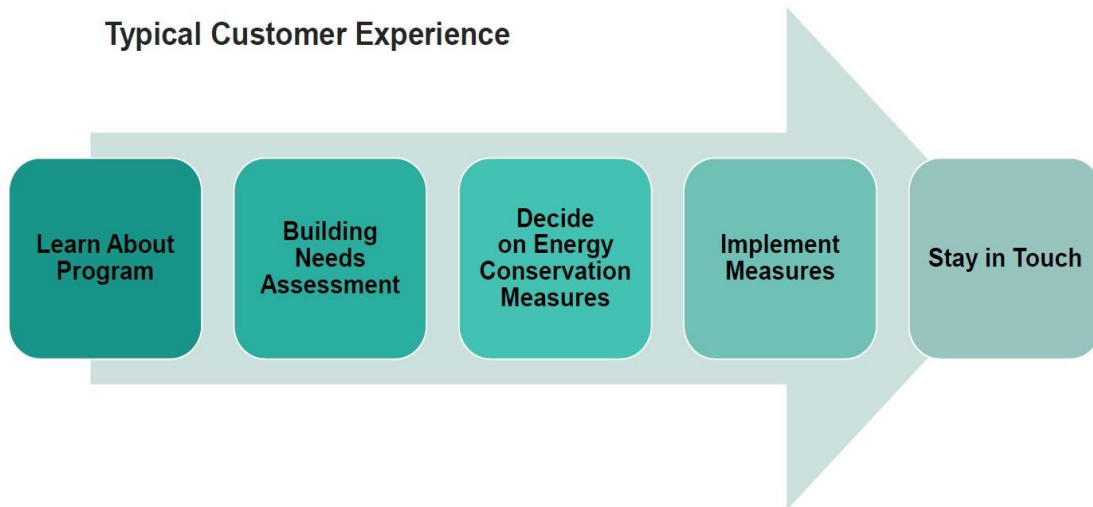 Typical Customer Experience
Learn About
Program
Building
Needs
Assessment
Decide
on Energy
Conservation
Measures
Implement
Measures
Stay in Touch